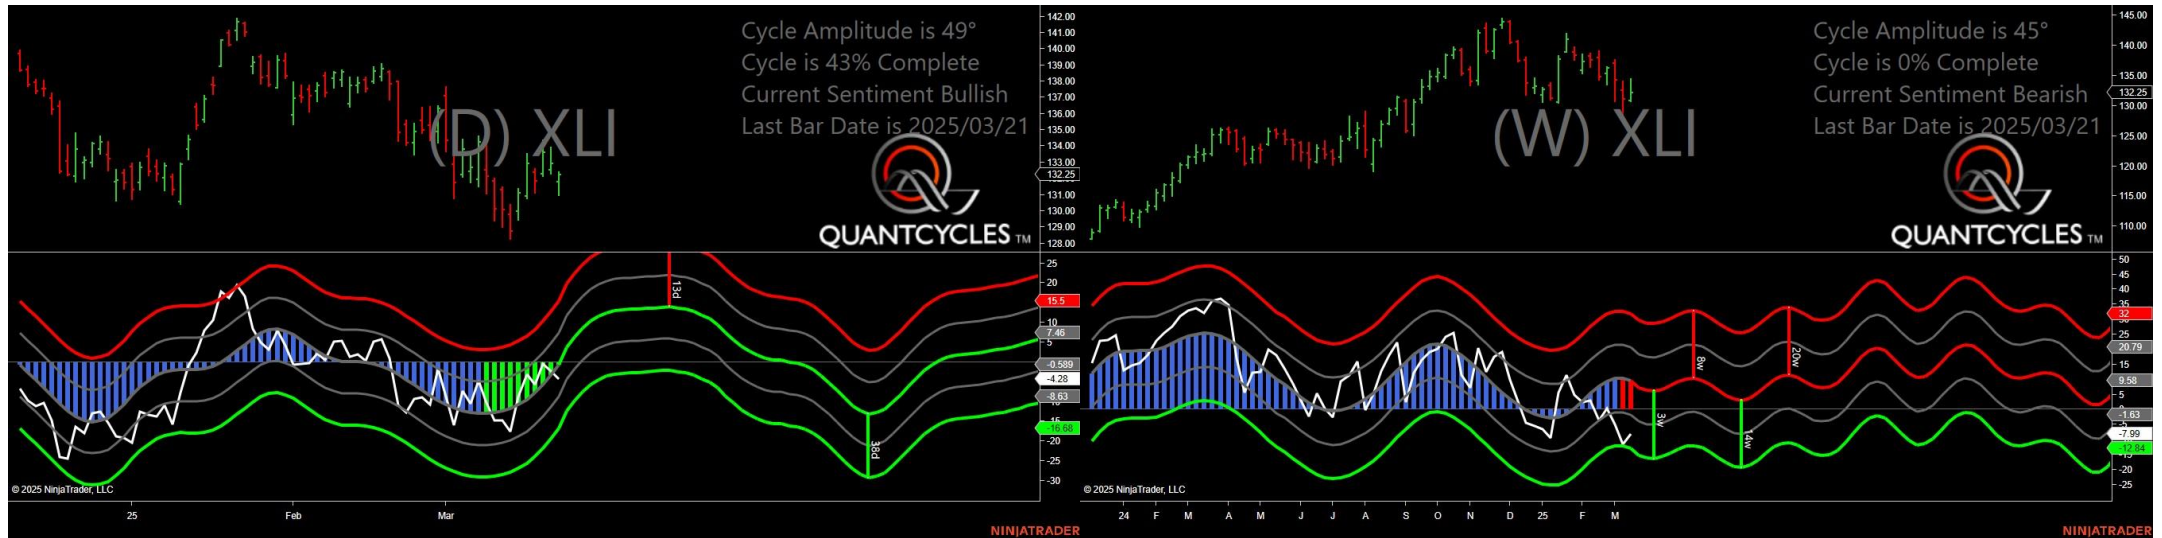 Cycle Amplitude is 49°
Cycle is 43% Complete
Current Sentiment Bullish
Last Bar Date is 2025/03/21
(D) XLI
QUANTCYCLES TM
142.00
141.00
140.00
139.00
138.00
137.00
136.00
135.00
134.00
133.00
132.25
131.00
130.00
129.00
128.00
25
20
15.5
10
7.46
5
-0.589
-4.28
-8.63
-15
-16.68
-20
-25
-30
13d
38d
© 2025 NinjaTrader, LLC
25 Feb Mar
NINJATRADER
Cycle Amplitude is 45°
Cycle is 0% Complete
Current Sentiment Bearish
Last Bar Date is 2025/03/21
(W) XLI
QUANTCYCLES TM
145.00
140.00
135.00
132.25
130.00
125.00
120.00
115.00
110.00
50
45
40
35
32
25
20.79
15
9.58
5
-1.63
-5
-7.99
-12.84
-20
-25
3w
8w
14w
20w
© 2025 NinjaTrader, LLC
24 F M A M J J A S O N D 25 F M
NINJATRADER